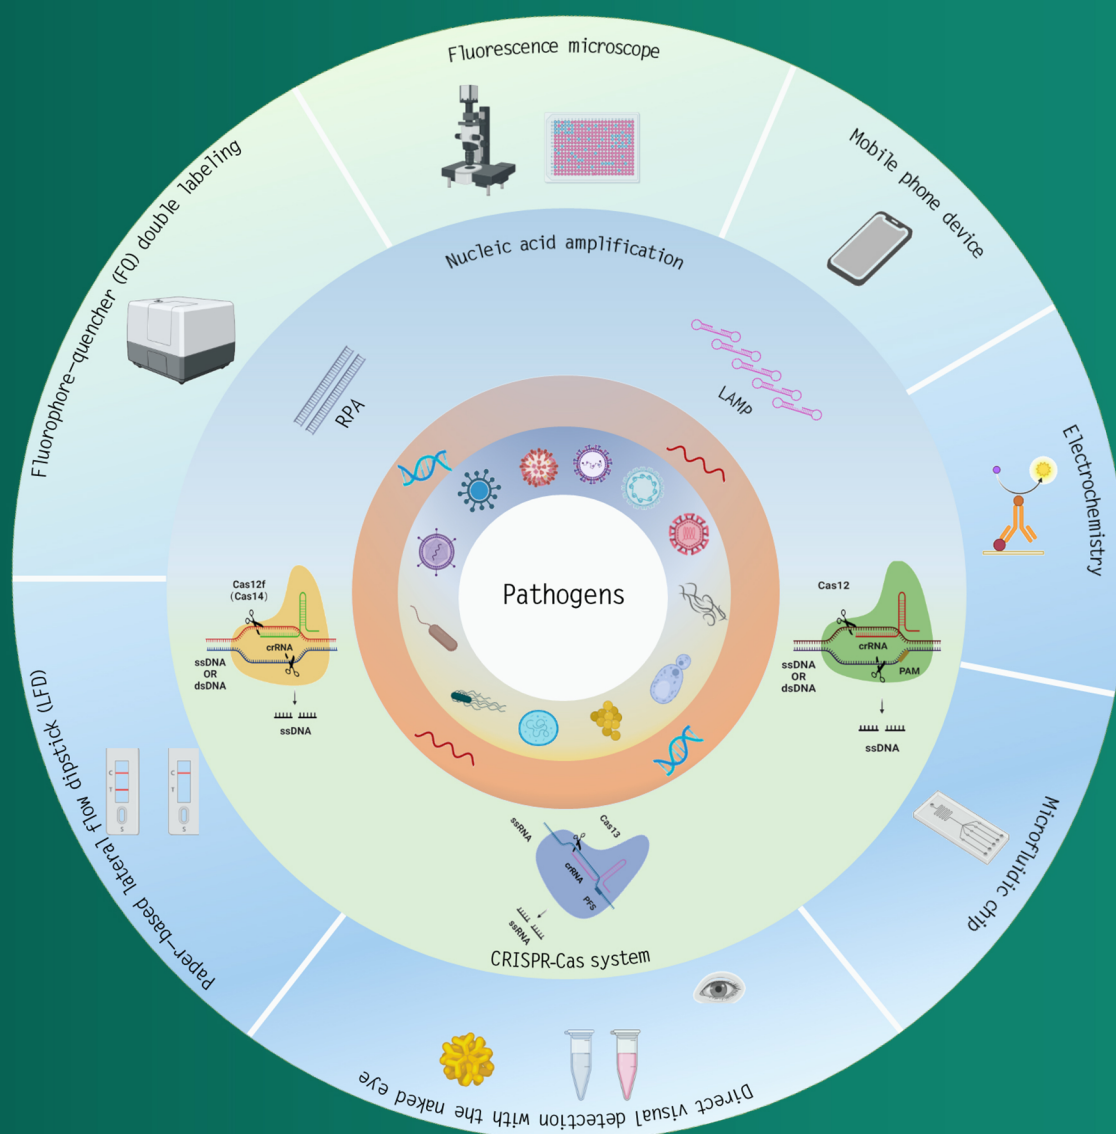 Fluorescence microscope
Mobile phone device
Electrochemistry
Microfluidic chip
Direct visual detection with the naked eye
Paper-based lateral flow dipstick (LFD)
C
T
S
C
T
S
Fluorophore-quencher (FQ) double labeling
Nucleic acid amplification
RPA
LAMP
Pathogens
Cas12f
(Cas14)
crRNA
ssDNA
OR
dsDNA
ssDNA
Cas12
crRNA
PAM
ssDNA
OR
dsDNA
ssDNA
ssRNA
Cas13
crRNA
PFS
ssRNA
CRISPR-Cas system